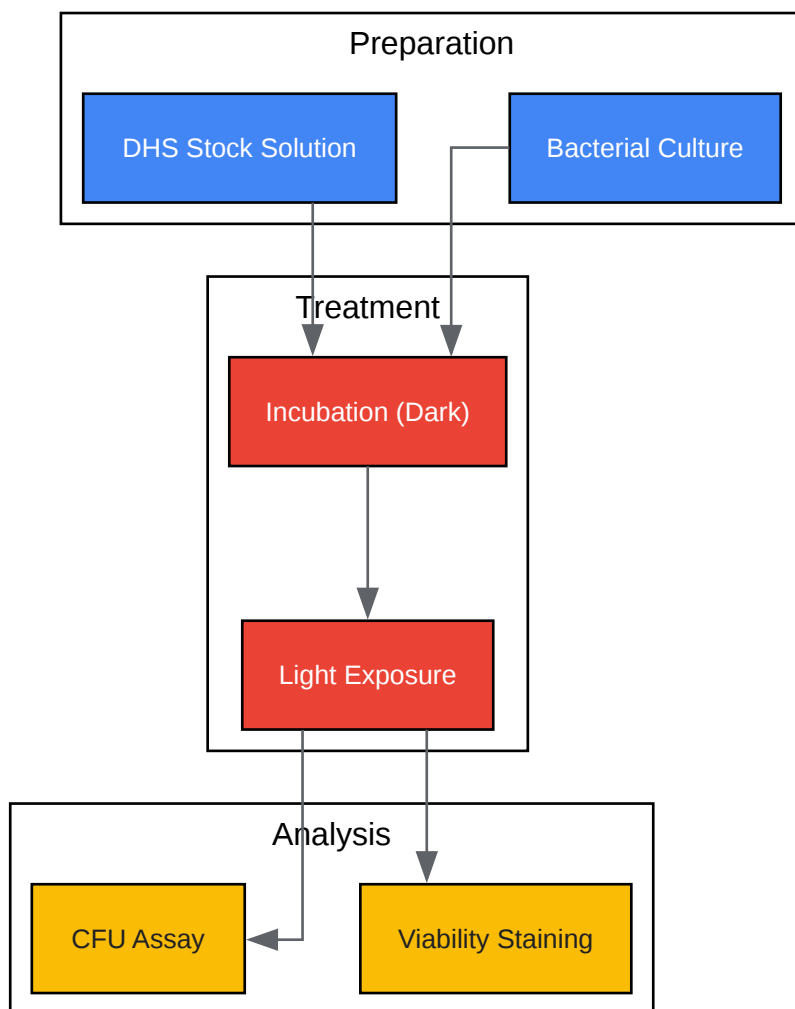 Preparation
DHS Stock Solution
Bacterial Culture
Treatment
Incubation (Dark)
Light Exposure
Analysis
CFU Assay
Viability Staining